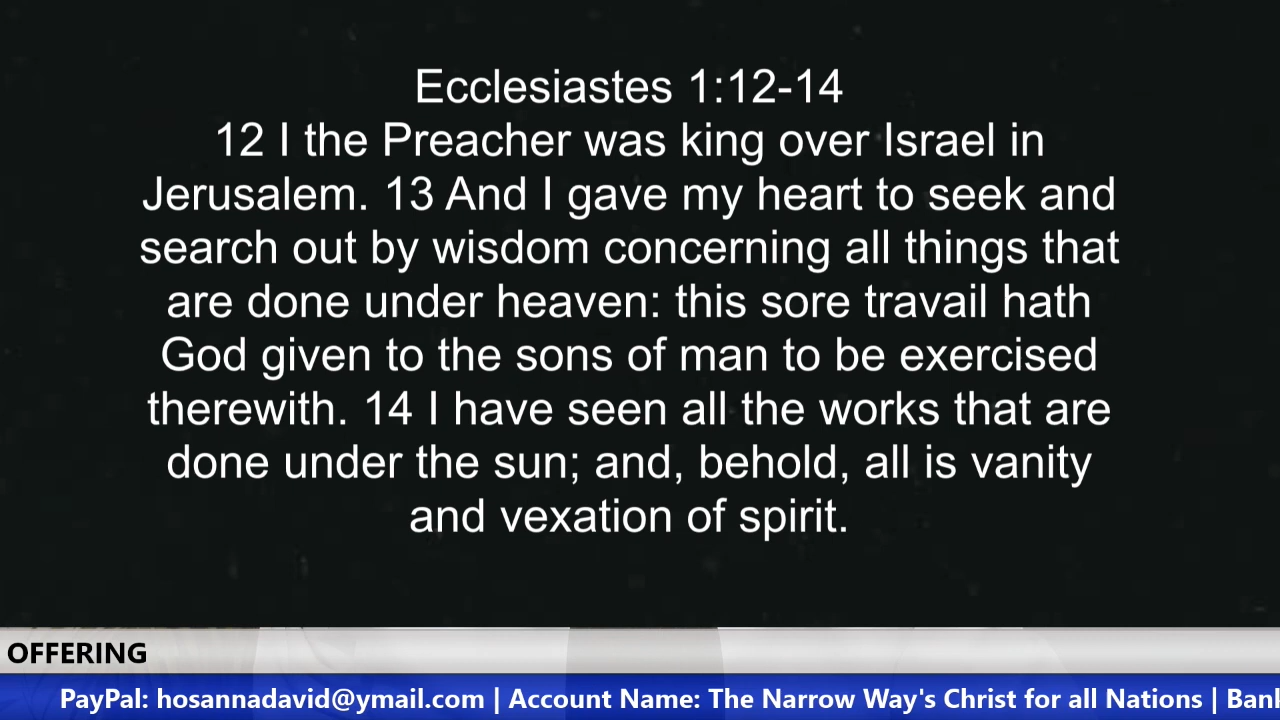 Ecclesiastes 1:12-14
12 I the Preacher was king over Israel in
Jerusalem. 13 And I gave my heart to seek and
search out by wisdom concerning all things that
are done under heaven: this sore travail hath
God given to the sons of man to be exercised
therewith. 14 I have seen all the works that are
done under the sun; and, behold, all is vanity
and vexation of spirit.
OFFERING
PayPal: hosannadavid@ymail.com | Account Name: The Narrow Way's Christ for all Nations |